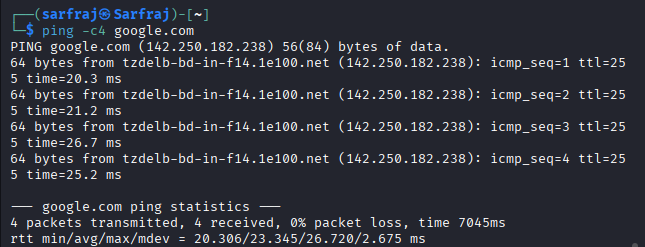 ┌──(sarfraj㉿Sarfraj)-[~]
└─$ ping -c4 google.com
PING google.com (142.250.182.238) 56(84) bytes of data.
64 bytes from tzdelb-bd-in-f14.1e100.net (142.250.182.238): icmp_seq=1 ttl=25
5 time=20.3 ms
64 bytes from tzdelb-bd-in-f14.1e100.net (142.250.182.238): icmp_seq=2 ttl=25
5 time=21.2 ms
64 bytes from tzdelb-bd-in-f14.1e100.net (142.250.182.238): icmp_seq=3 ttl=25
5 time=26.7 ms
64 bytes from tzdelb-bd-in-f14.1e100.net (142.250.182.238): icmp_seq=4 ttl=25
5 time=25.2 ms

--- google.com ping statistics ---
4 packets transmitted, 4 received, 0% packet loss, time 7045ms
rtt min/avg/max/mdev = 20.306/23.345/26.720/2.675 ms